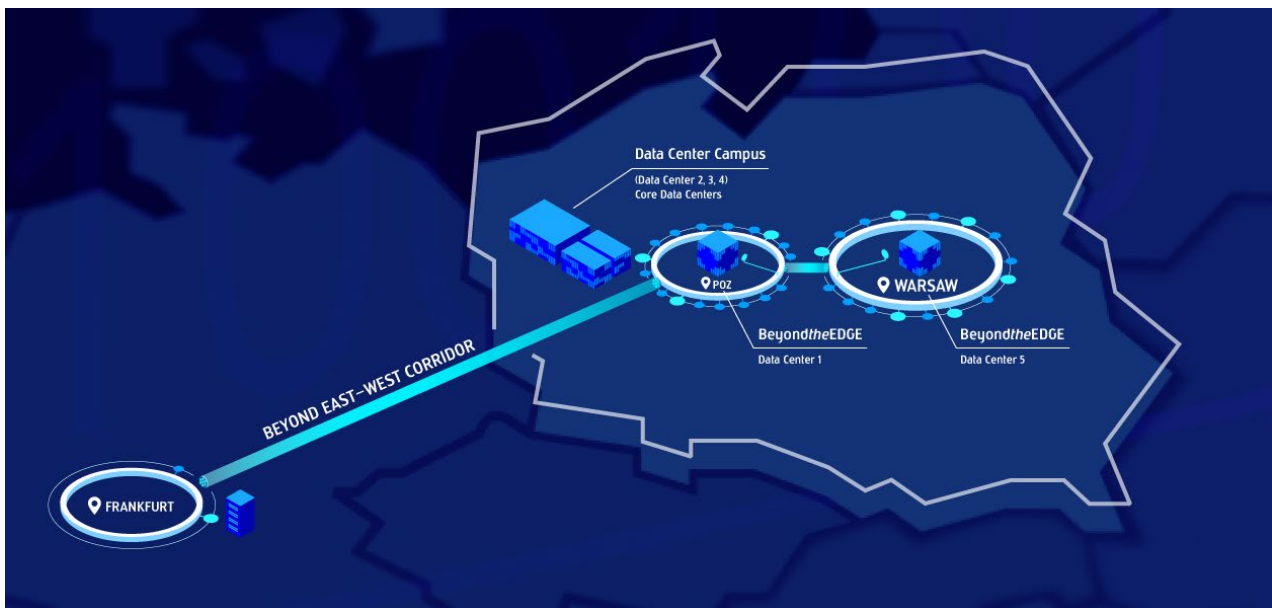 Data Center Campus
(Data Center 2, 3, 4)
Core Data Centers
POZ
WARSAW
BeyondtheEDGE
Data Center 1
BeyondtheEDGE
Data Center 5
BEYOND EAST–WEST CORRIDOR
FRANKFURT